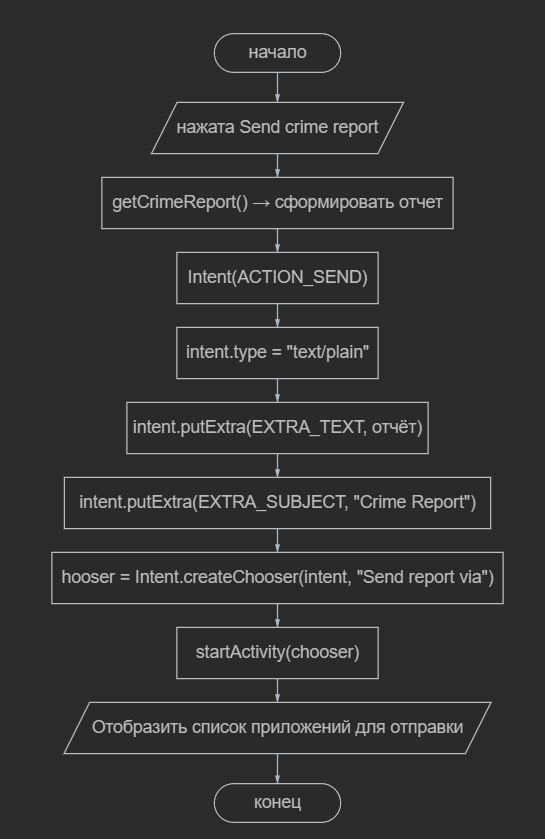 начало
нажата Send crime report
getCrimeReport() → сформировать отчет
Intent(ACTION_SEND)
intent.type = "text/plain"
intent.putExtra(EXTRA_TEXT, отчёт)
intent.putExtra(EXTRA_SUBJECT, "Crime Report")
hooser = Intent.createChooser(intent, "Send report via")
startActivity(chooser)
Отобразить список приложений для отправки
конец